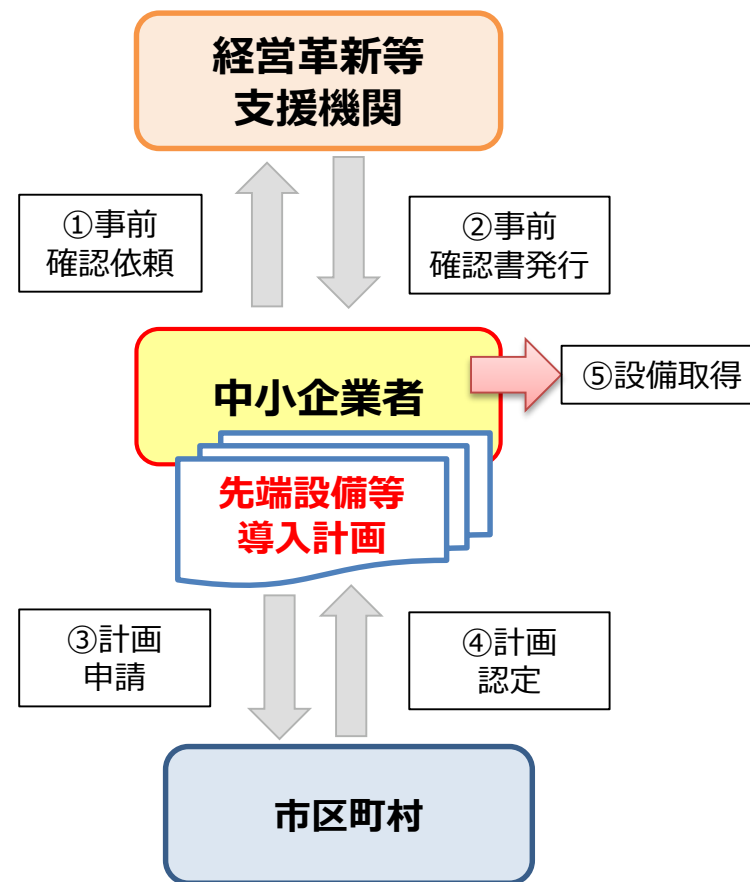 経営革新等
支援機関
①事前
確認依頼
②事前
確認書発行
中小企業者
⑤設備取得
先端設備等
導入計画
③計画
申請
④計画
認定
市区町村